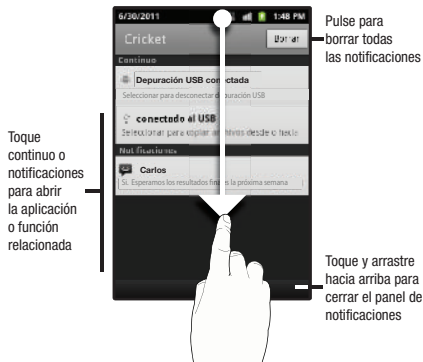 6/30/2011 1:48 PM
Cricket Borrar
Continuo
Depuración USB conectada
Seleccionar para desconectar depuración USB
conectado al USB
Seleccionar para copiar archivos desde o hacia
Notificaciones
Carlos
Si. Esperamos los resultados finales la próxima semana
Pulse para
borrar todas
las notificaciones
Toque
continuo o
notificaciones
para abrir
la aplicación
o función
relacionada
Toque y arrastre
hacia arriba para
cerrar el panel de
notificaciones